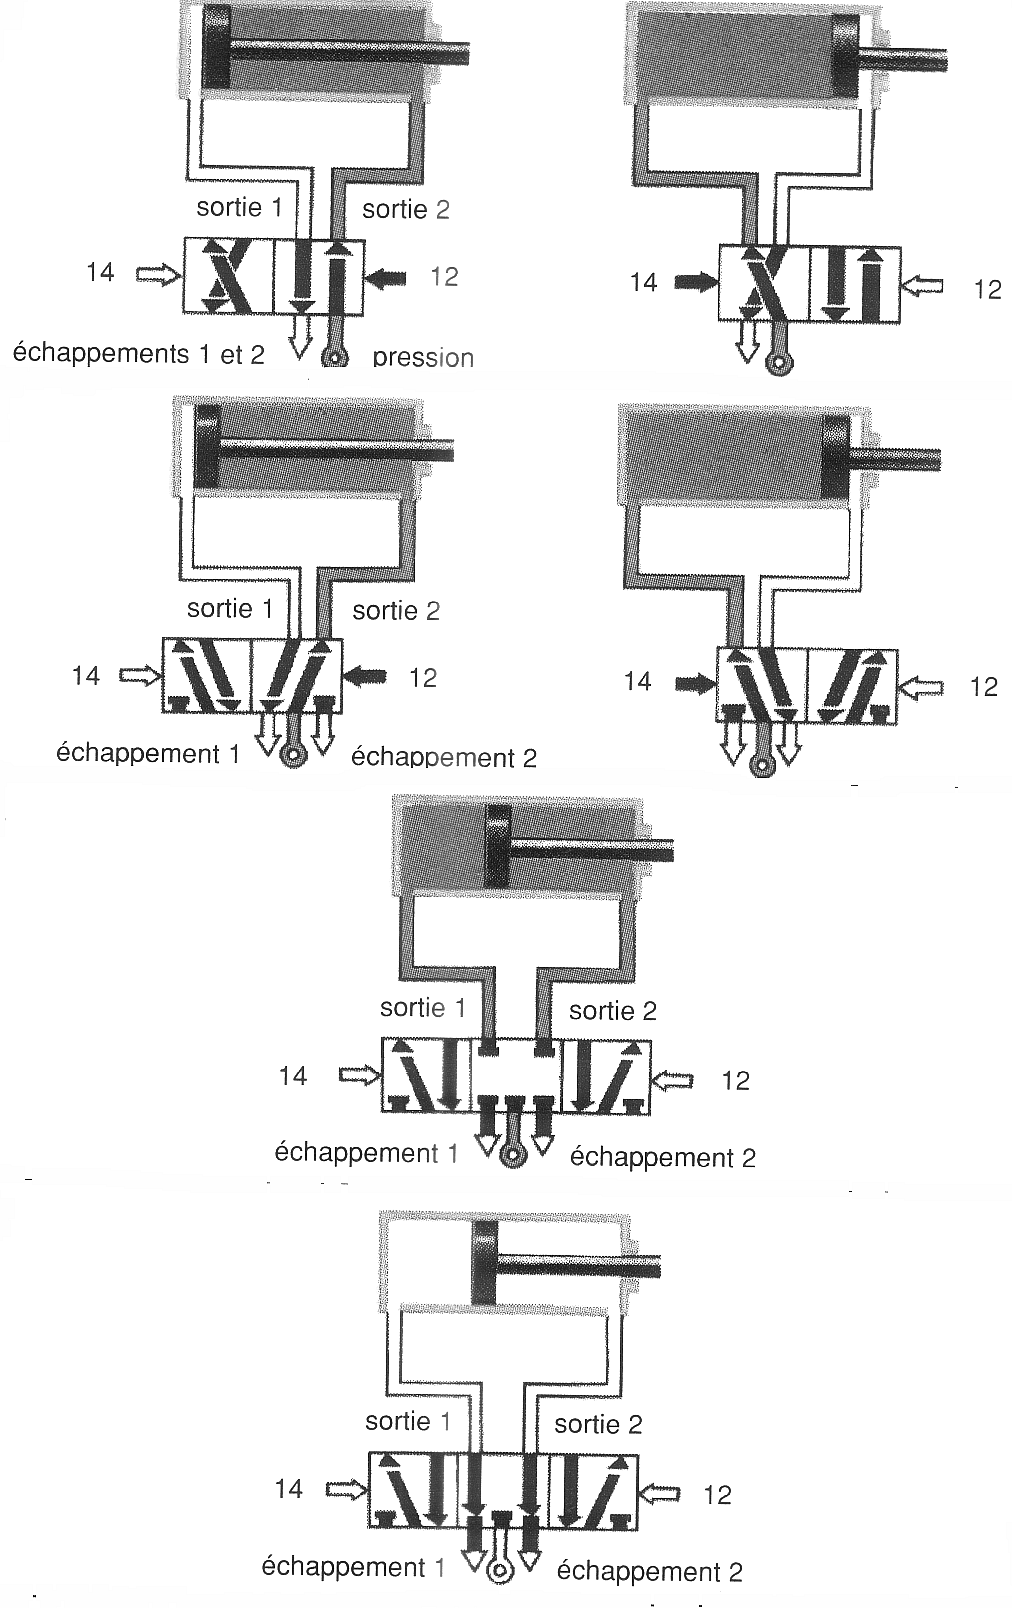 sortie 1 sortie 2
14 12 14 12
échappements 1 et 2 pression
sortie 1 sortie 2
14 12 14 12
échappement 1 échappement 2
sortie 1 sortie 2
14 12
échappement 1 échappement 2
sortie 1 sortie 2
14 12
échappement 1 échappement 2